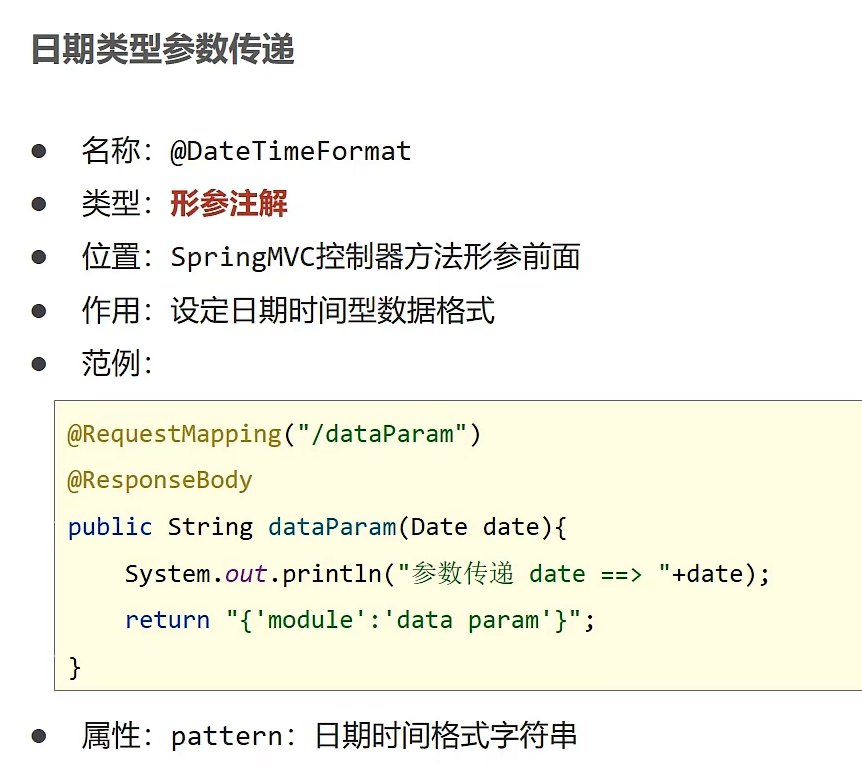 日期类型参数传递
● 名称：@DateTimeFormat
● 类型：形参注解
● 位置：SpringMVC控制器方法形参前面
● 作用：设定日期时间型数据格式
● 范例：
@RequestMapping("/dataParam")
@ResponseBody
public String dataParam(Date date){
    System.out.println("参数传递 date ==> "+date);
    return "{'module':'data param'}";
}
● 属性：pattern：日期时间格式字符串